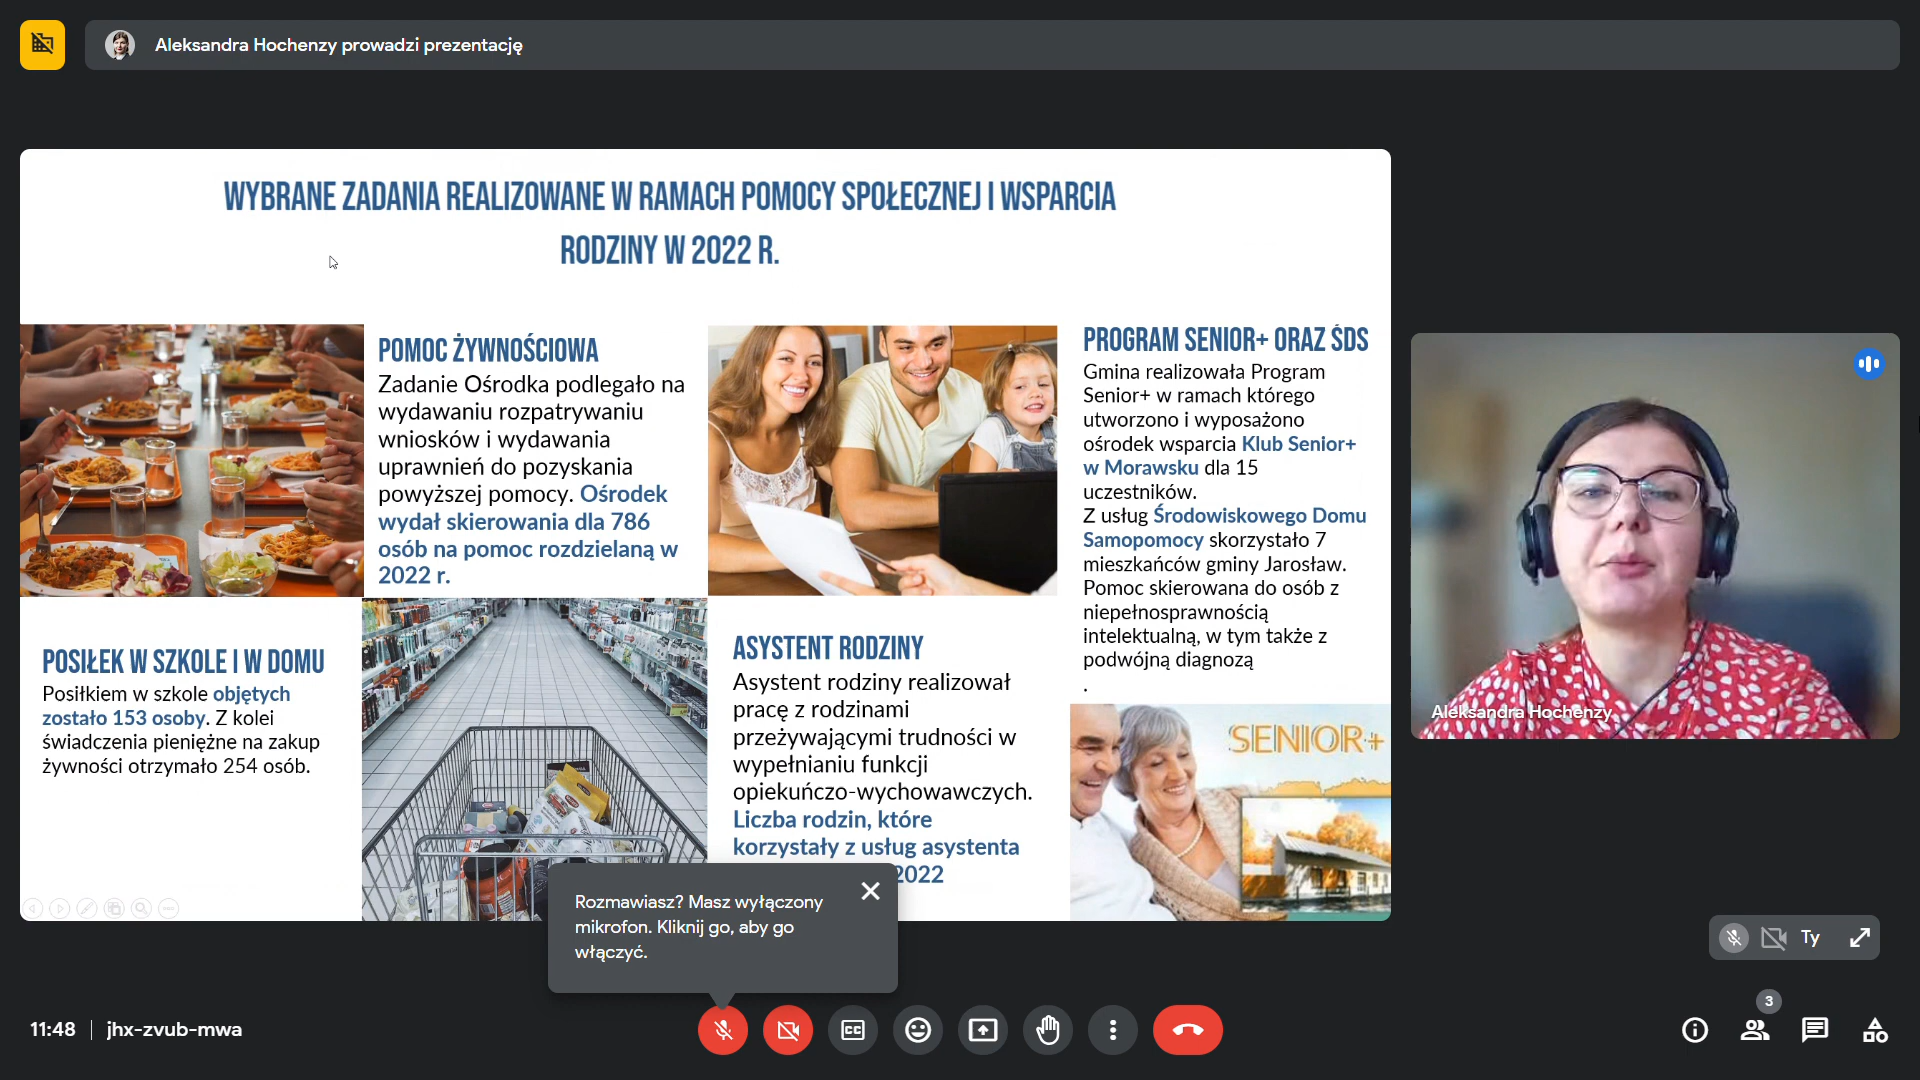 Aleksandra Hochenzy prowadzi prezentację
WYBRANE ZADANIA REALIZOWANE W RAMACH POMOCY SPOŁECZNEJ I WSPARCIA
RODZINY W 2022 R.
POMOC ŻYWNOŚCIOWA
Zadanie Ośrodka podlegało na
wydawaniu rozpatrywaniu
wniosków i wydawania
uprawnień do pozyskania
powyższej pomocy. Ośrodek
wydał skierowania dla 786
osób na pomoc rozdzielaną w
2022 r.
PROGRAM SENIOR+ ORAZ ŚDS
Gmina realizowała Program
Senior+ w ramach którego
utworzono i wyposażono
ośrodek wsparcia Klub Senior+
w Morawsku dla 15
uczestników.
Z usług Środowiskowego Domu
Samopomocy skorzystało 7
mieszkańców gminy Jarosław.
Pomoc skierowana do osób z
niepełnosprawnością
intelektualną, w tym także z
podwójną diagnozą
.
POSIŁEK W SZKOLE I W DOMU
Posiłkiem w szkole objętych
zostało 153 osoby. Z kolei
świadczenia pieniężne na zakup
żywności otrzymało 254 osób.
ASYSTENT RODZINY
Asystent rodziny realizował
pracę z rodzinami
przeżywającymi trudności w
wypełnianiu funkcji
opiekuńczo-wychowawczych.
Liczba rodzin, które
korzystały z usług asystenta
2022
SENIOR+
Aleksandra Hochenzy
Rozmawiasz? Masz wyłączony
mikrofon. Kliknij go, aby go
włączyć.
Ty
11:48 | jhx-zvub-mwa
3